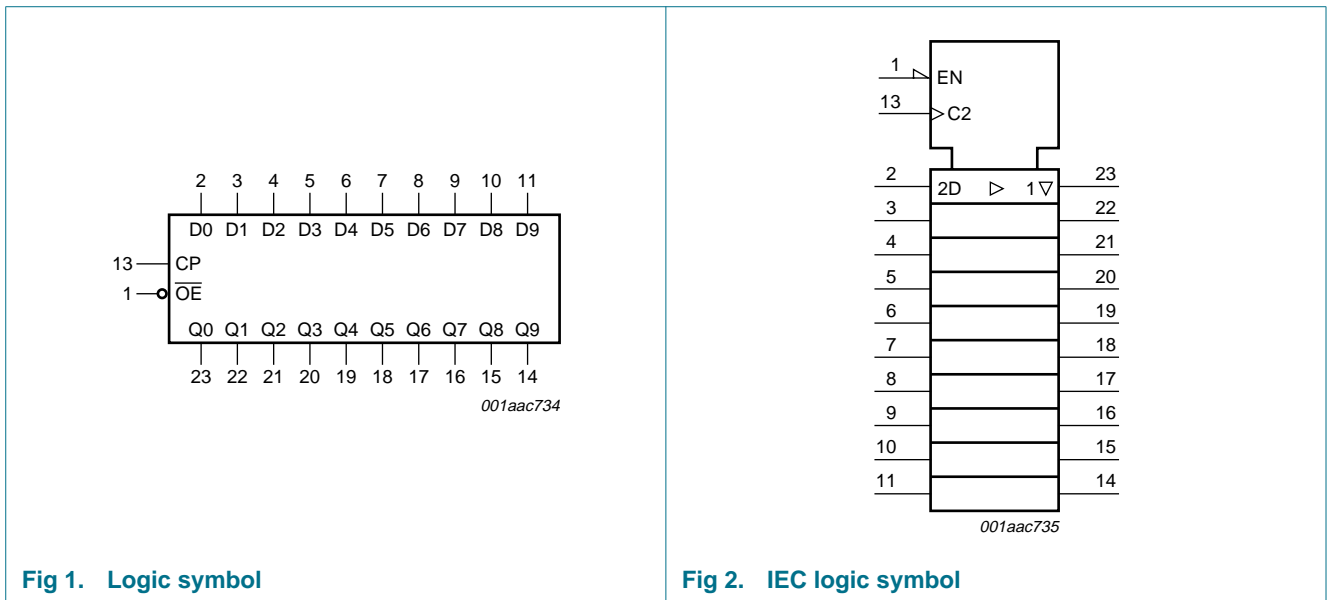 2 3 4 5 6 7 8 9 10 11
D0 D1 D2 D3 D4 D5 D6 D7 D8 D9
13 CP
1 OE
Q0 Q1 Q2 Q3 Q4 Q5 Q6 Q7 Q8 Q9
23 22 21 20 19 18 17 16 15 14
001aac734
Fig 1. Logic symbol
1 EN
13 C2
2 2D 1 23
3 22
4 21
5 20
6 19
7 18
8 17
9 16
10 15
11 14
001aac735
Fig 2. IEC logic symbol